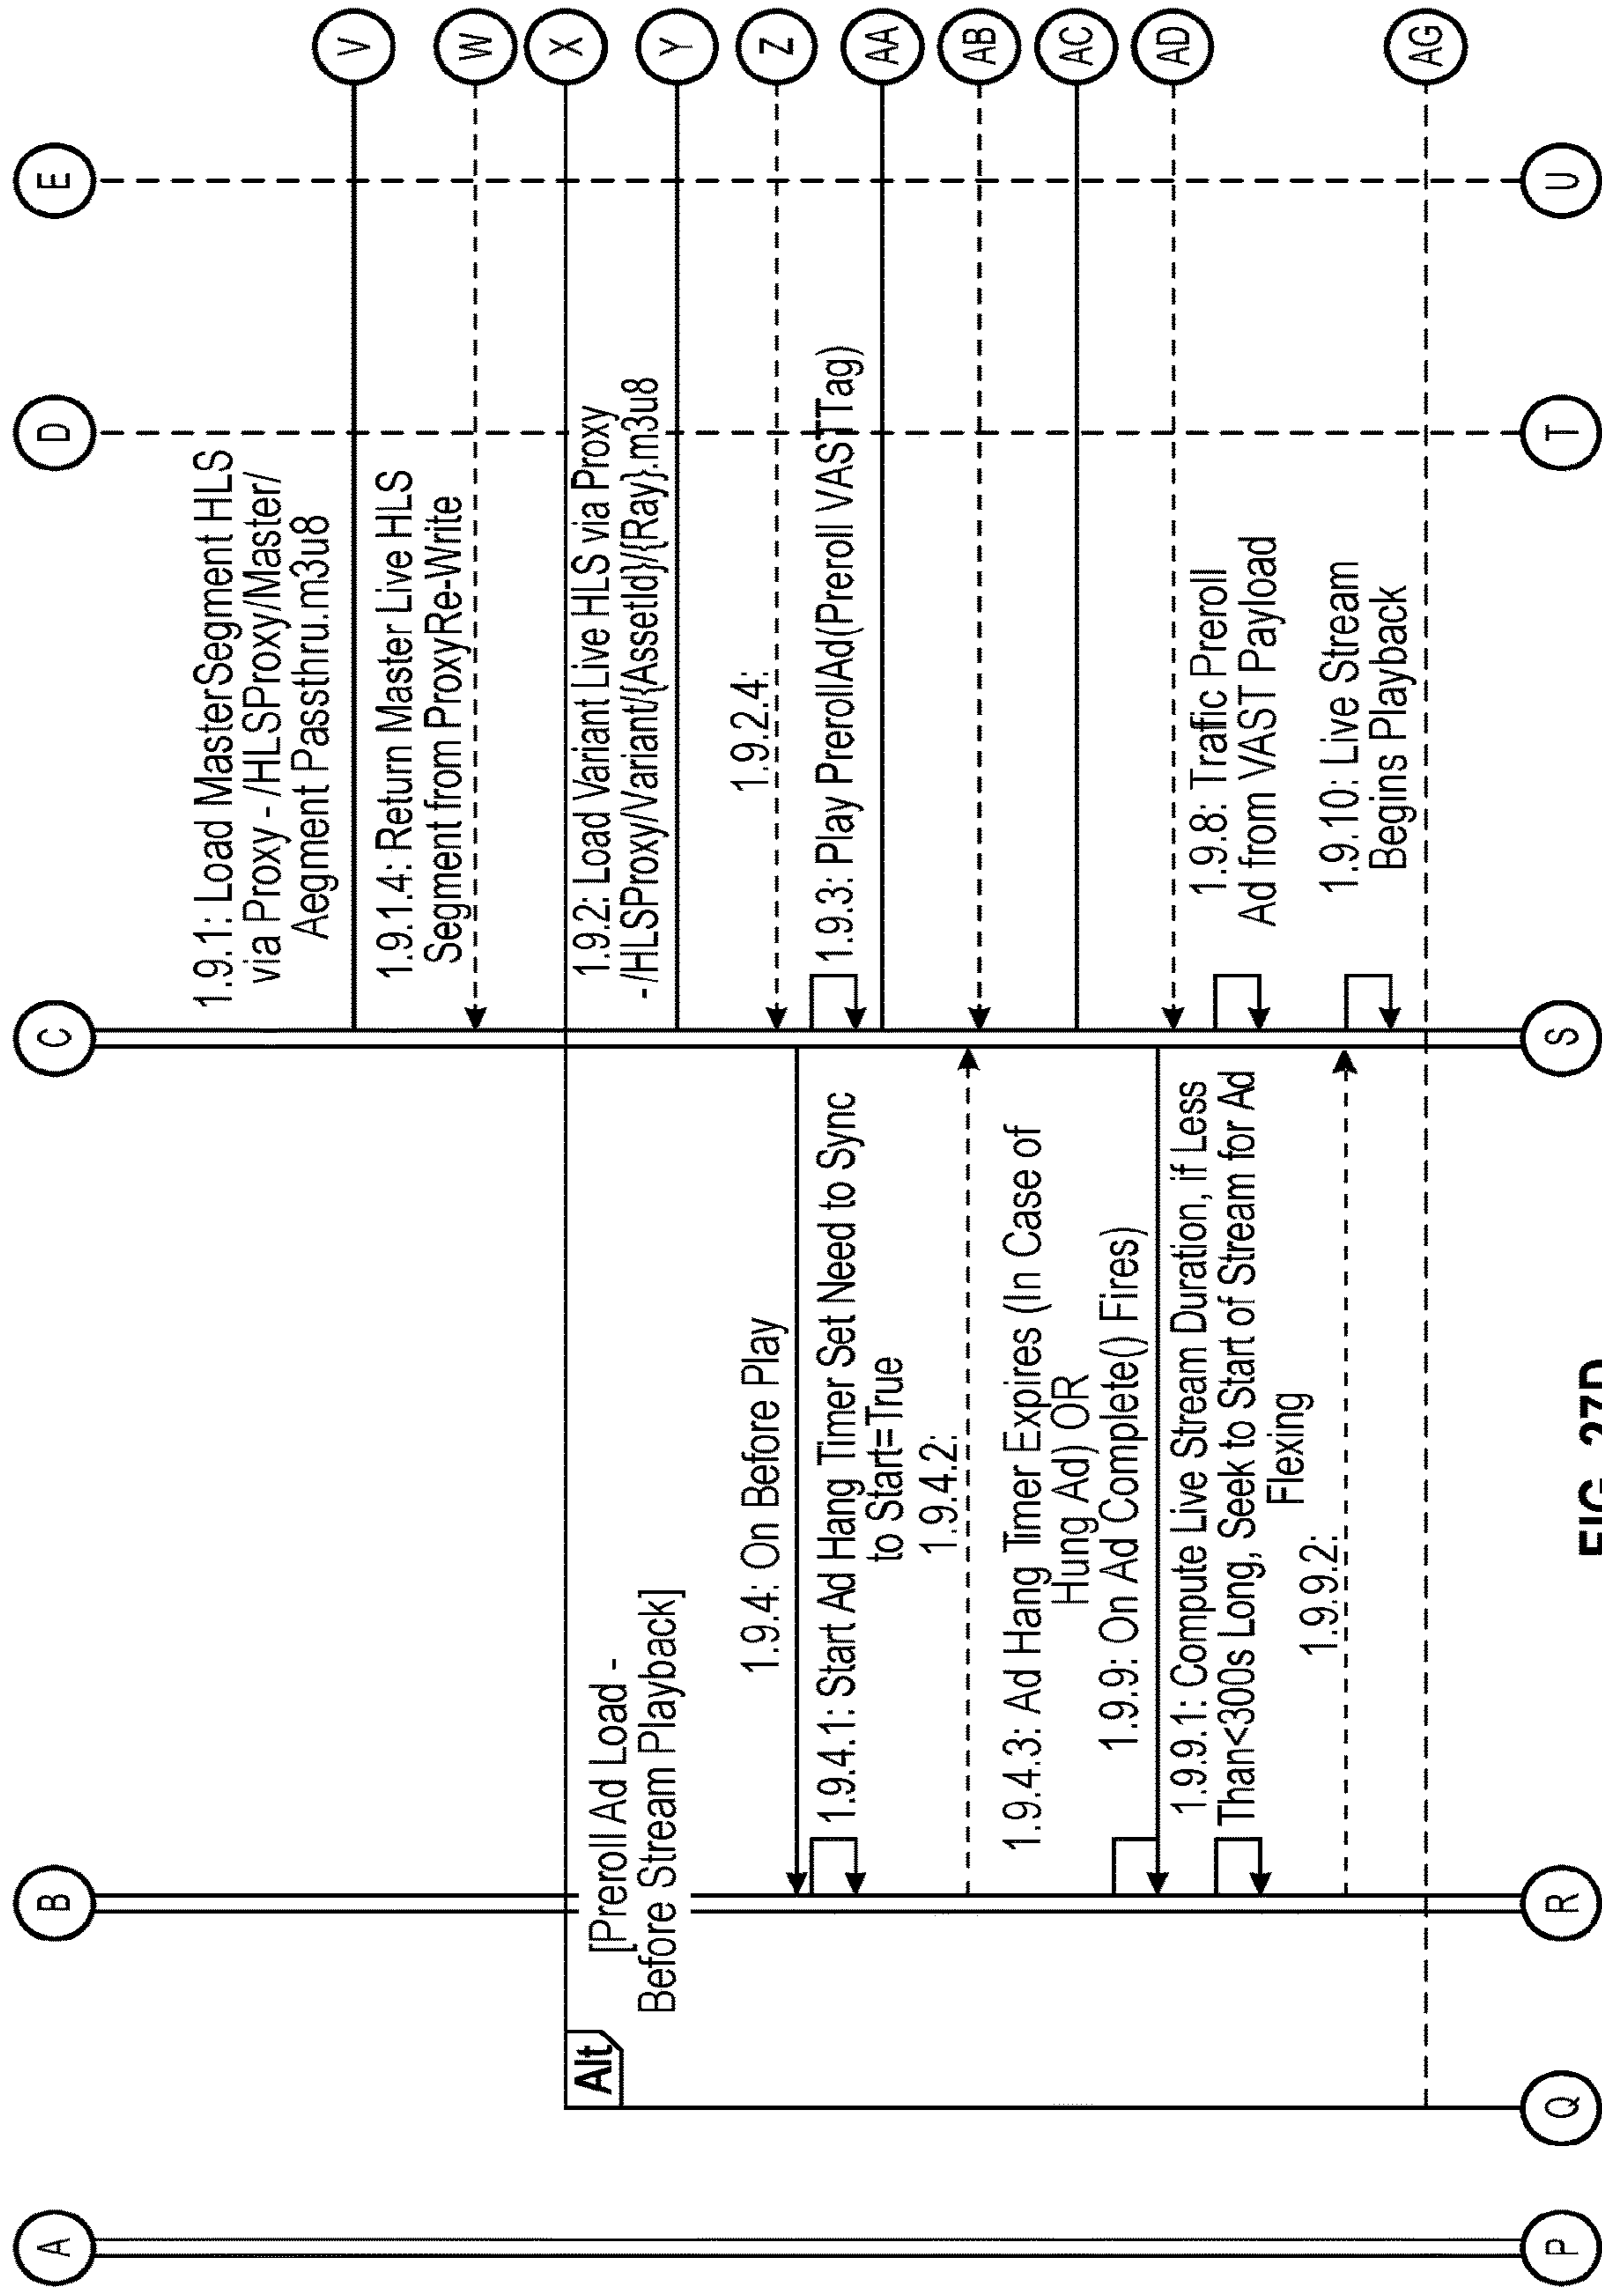 A
B
C
D
E
1.9.1: Load MasterSegment HLS
via Proxy - /HLSProxy/Master/
Aegment Passthru.m3u8
V
1.9.1.4: Return Master Live HLS
Segment from ProxyRe-Write
W
X
Alt
[Preroll Ad Load -
Before Stream Playback]
1.9.2: Load Variant Live HLS via Proxy
- /HLSProxy/Variant/{AssetId}/{Ray}.m3u8
Y
1.9.2.4:
Z
1.9.4: On Before Play
1.9.3: Play PrerollAd(Preroll VASTTag)
AA
1.9.4.1: Start Ad Hang Timer Set Need to Sync
to Start=True
1.9.4.2:
AB
1.9.4.3: Ad Hang Timer Expires (In Case of
Hung Ad) OR
AC
1.9.9: On Ad Complete() Fires)
AD
1.9.9.1: Compute Live Stream Duration, if Less
Than<300s Long, Seek to Start of Stream for Ad
Flexing
1.9.8: Traffic Preroll
Ad from VAST Payload
1.9.9.2:
1.9.10: Live Stream
Begins Playback
AG
P
Q
R
S
T
U
FIG. 27D